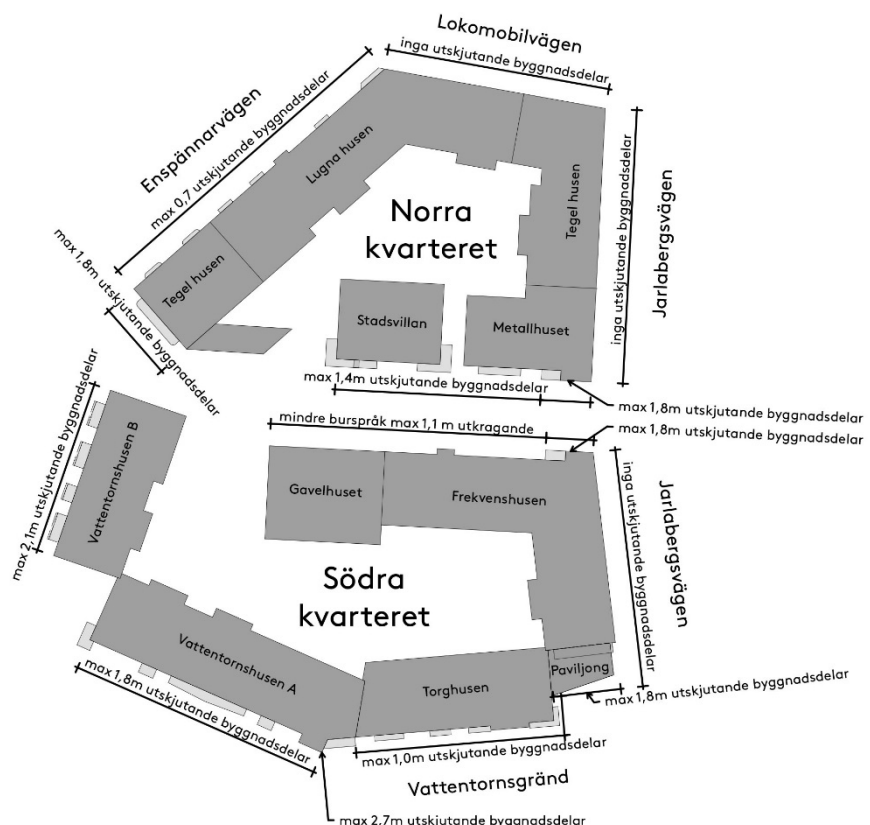 Lokomobilvägen
inga utskjutande byggnadsdelar
Enspännarvägen
max 0,7 utskjutande byggnadsdelar
Lugna husen
Tegel husen
Jarlabergsvägen
inga utskjutande byggnadsdelar
Norra
kvarteret
Tegel husen
max 1,8m utskjutande byggnadsdelar
Stadsvillan
Metallhuset
max 1,4m utskjutande byggnadsdelar
max 1,8m utskjutande byggnadsdelar
mindre burspråk max 1,1 m utkragande
max 1,8m utskjutande byggnadsdelar
max 2,1m utskjutande byggnadsdelar
Vattentornshusen B
Gavelhuset
Frekvenshusen
inga utskjutande byggnadsdelar
Jarlabergsvägen
Södra
kvarteret
Vattentornshusen A
max 1,8m utskjutande byggnadsdelar
Torghusen
Paviljong
max 1,8m utskjutande byggnadsdelar
max 1,0m utskjutande byggnadsdelar
Vattentornsgränd
max 2,7m utskjutande byggnadsdelar